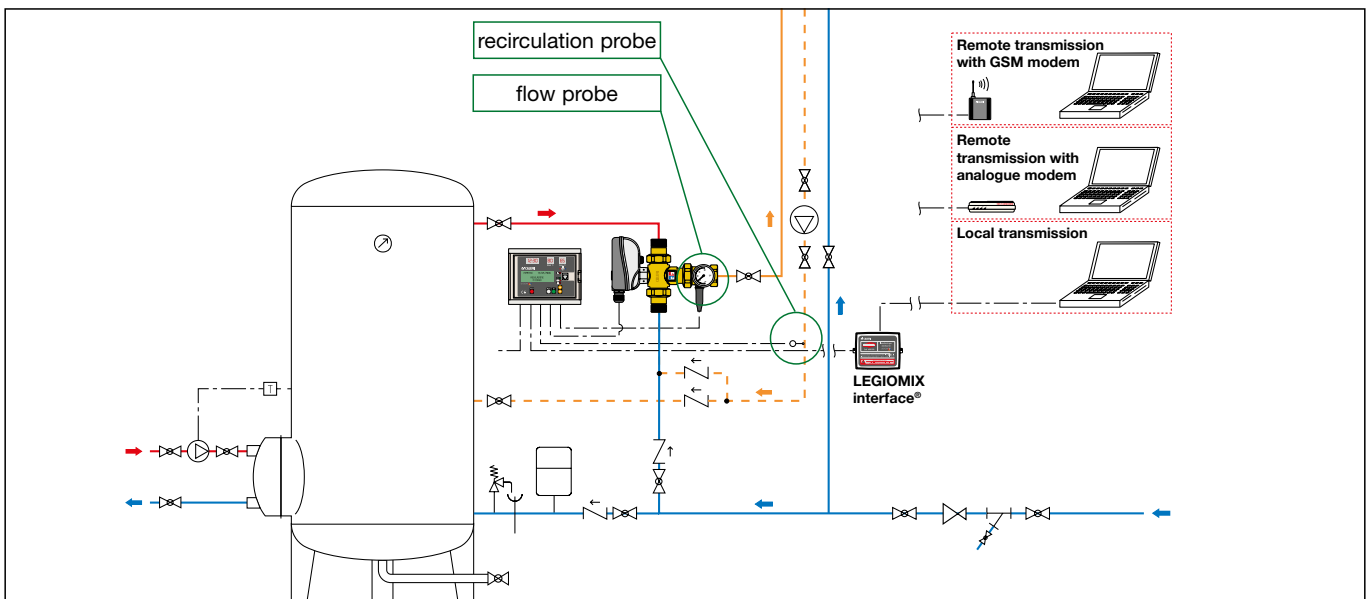 recirculation probe
flow probe
Remote transmission
with GSM modem
Remote
transmission with
analogue modem
Local transmission
LEGIOMIX
interface®
T